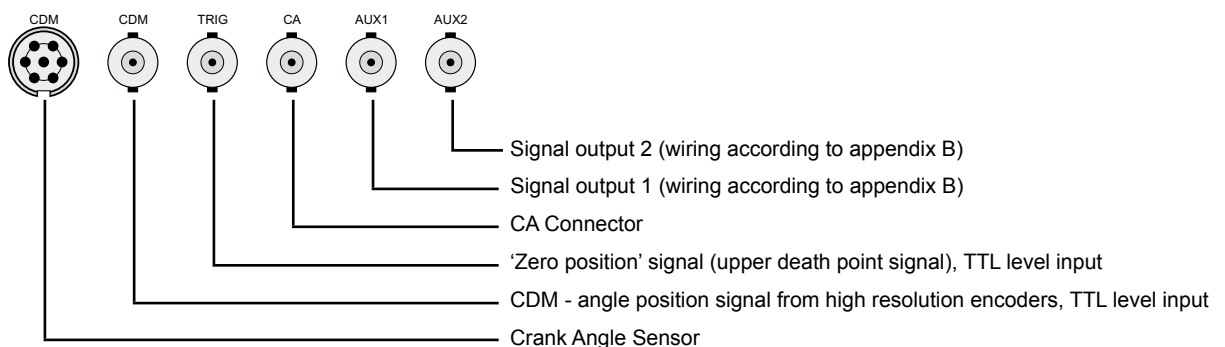 CDM CDM TRIG CA AUX1 AUX2
Signal output 2 (wiring according to appendix B)
Signal output 1 (wiring according to appendix B)
CA Connector
‘Zero position’ signal (upper death point signal), TTL level input
CDM - angle position signal from high resolution encoders, TTL level input
Crank Angle Sensor